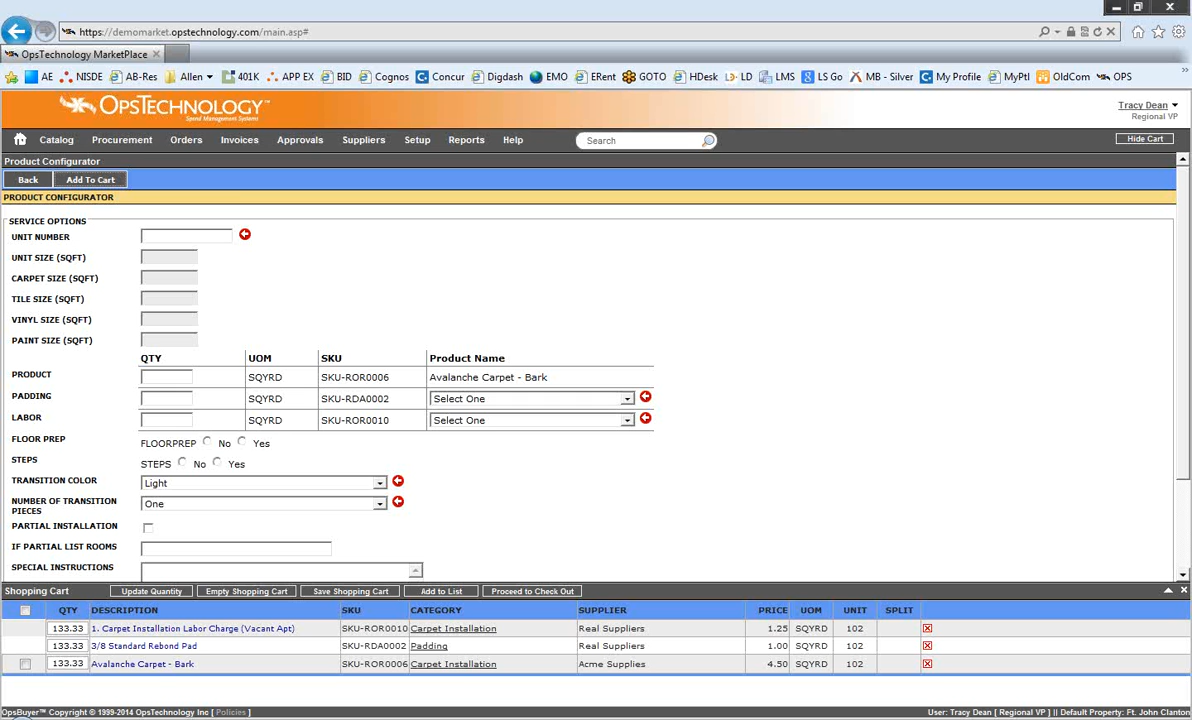 https://demomarket.opstechnology.com/main.asp#
OpsTechnology MarketPlace
AE NISDE AB-Res Allen 401K APP EX BID Cognos Concur Digdash EMO ERent GOTO HDesk LD LMS LS Go MB - Silver My Profile MyPtl OldCom OPS
OPSTECHNOLOGY™
Spend Management Systems
Tracy Dean
Regional VP
Catalog Procurement Orders Invoices Approvals Suppliers Setup Reports Help Search Hide Cart
Product Configurator
Back Add To Cart
PRODUCT CONFIGURATOR
SERVICE OPTIONS
UNIT NUMBER
UNIT SIZE (SQFT)
CARPET SIZE (SQFT)
TILE SIZE (SQFT)
VINYL SIZE (SQFT)
PAINT SIZE (SQFT)
QTY UOM SKU Product Name
PRODUCT SQYRD SKU-ROR0006 Avalanche Carpet - Bark
PADDING SQYRD SKU-RDA0002 Select One
LABOR SQYRD SKU-ROR0010 Select One
FLOOR PREP FLOORPREP No Yes
STEPS STEPS No Yes
TRANSITION COLOR Light
NUMBER OF TRANSITION PIECES One
PARTIAL INSTALLATION
IF PARTIAL LIST ROOMS
SPECIAL INSTRUCTIONS
Shopping Cart Update Quantity Empty Shopping Cart Save Shopping Cart Add to List Proceed to Check Out
QTY DESCRIPTION SKU CATEGORY SUPPLIER PRICE UOM UNIT SPLIT
133.33 1. Carpet Installation Labor Charge (Vacant Apt) SKU-ROR0010 Carpet Installation Real Suppliers 1.25 SQYRD 102
133.33 3/8 Standard Rebond Pad SKU-RDA0002 Padding Real Suppliers 1.00 SQYRD 102
133.33 Avalanche Carpet - Bark SKU-ROR0006 Carpet Installation Acme Supplies 4.50 SQYRD 102
OpsBuyer™ Copyright © 1999-2014 OpsTechnology Inc [ Policies ] User: Tracy Dean [ Regional VP ] || Default Property: Ft. John Clanton